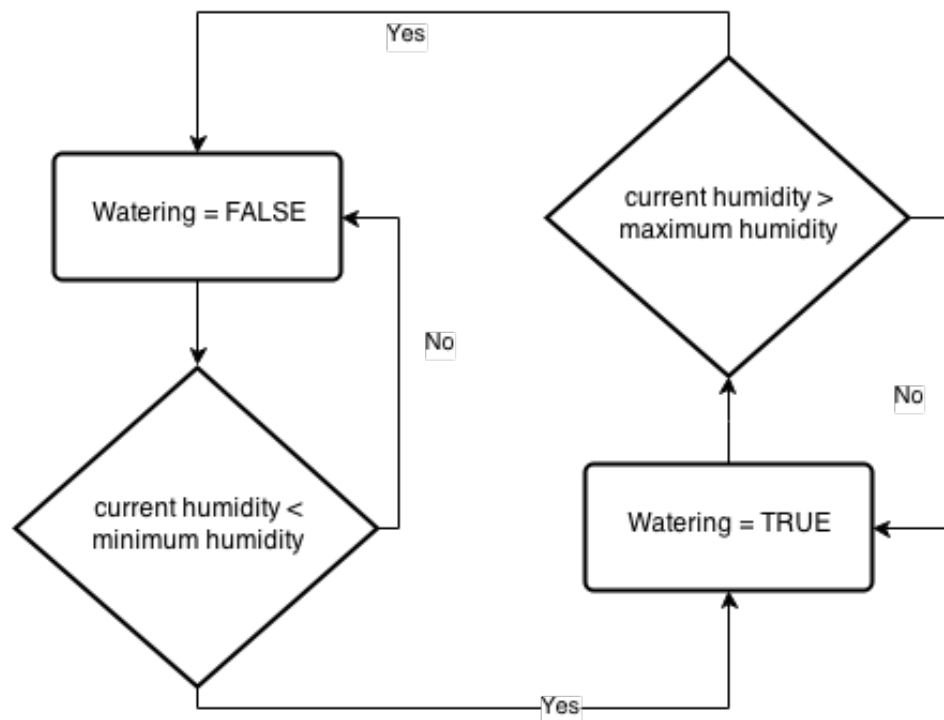 Yes
Watering = FALSE
current humidity >
maximum humidity
No
No
current humidity <
minimum humidity
Watering = TRUE
Yes